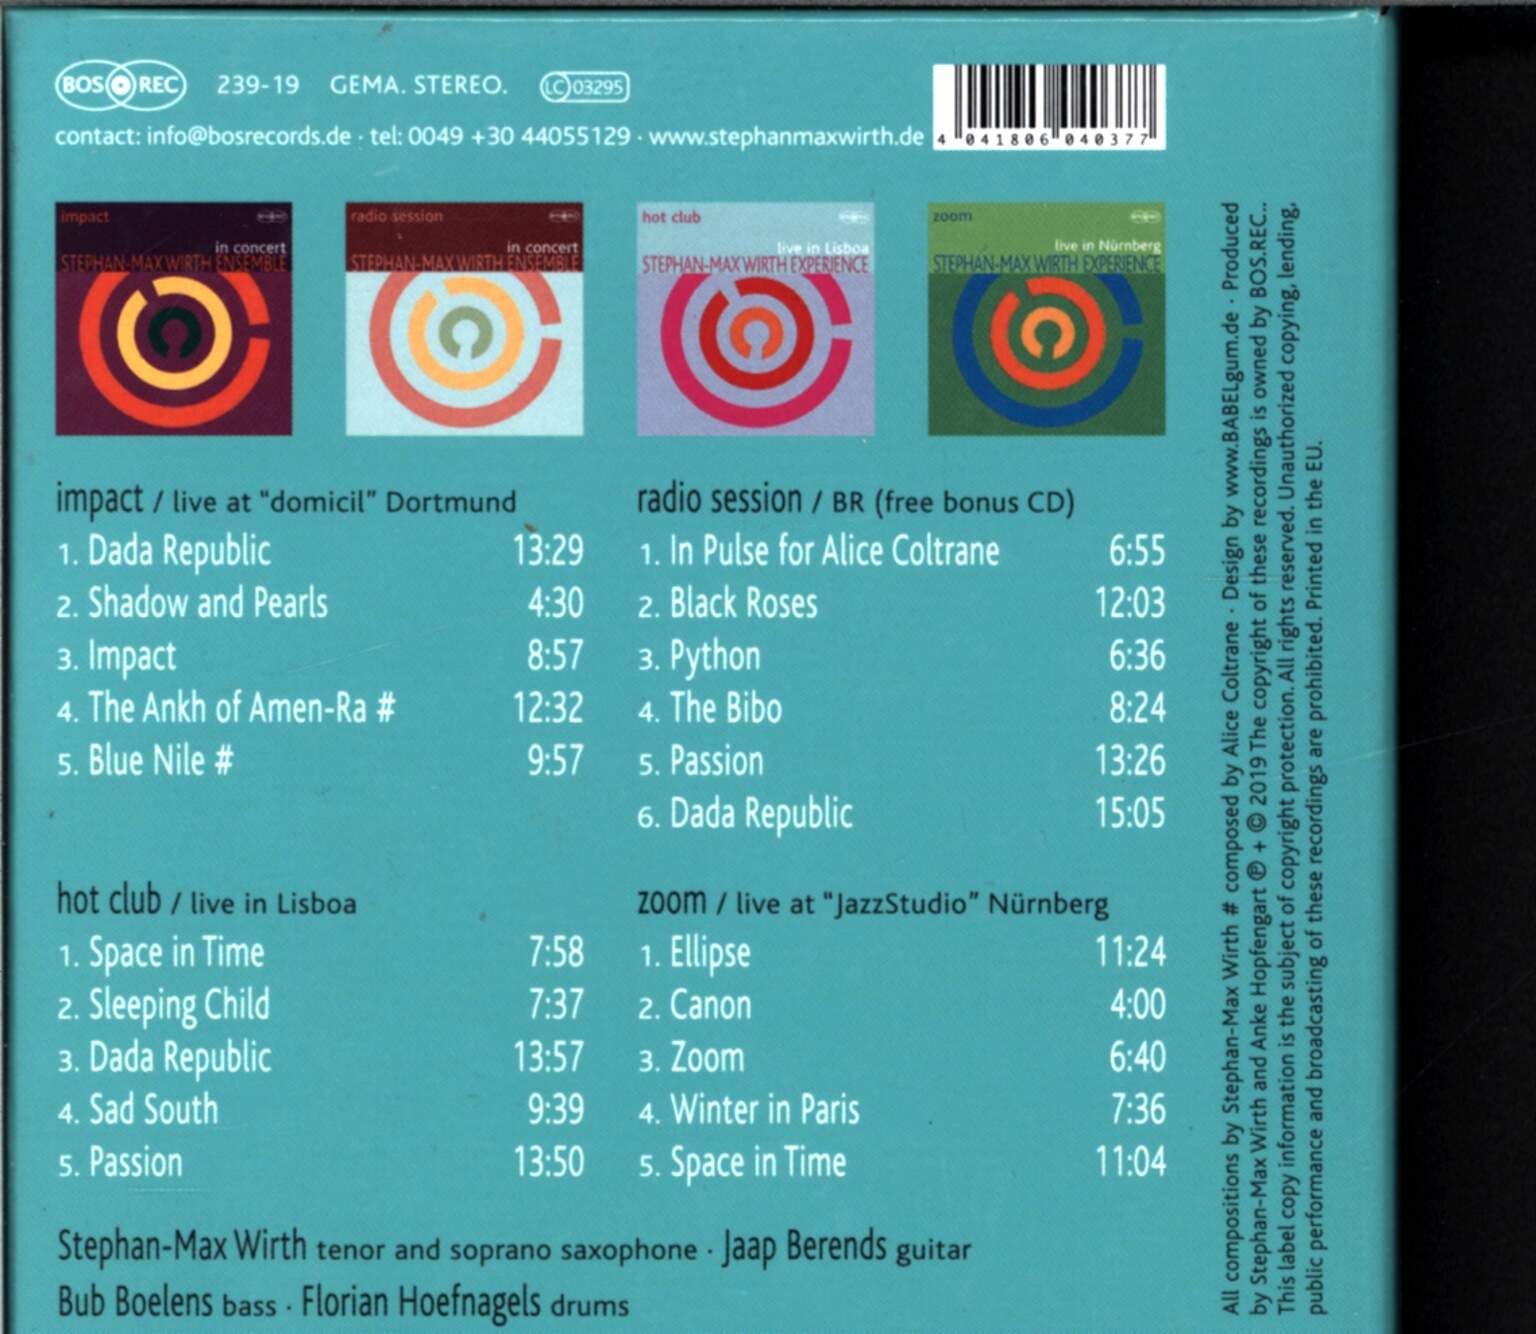 BOS REC 239-19 GEMA. STEREO. LC 03295
contact: info@bosrecords.de · tel: 0049 +30 44055129 · www.stephanmaxwirth.de
4 041806 040377
impact
in concert
STEPHAN-MAX WIRTH ENSEMBLE
radio session
in concert
STEPHAN-MAX WIRTH ENSEMBLE
hot club
live in Lisboa
STEPHAN-MAX WIRTH EXPERIENCE
zoom
live in Nürnberg
STEPHAN-MAX WIRTH EXPERIENCE
impact / live at "domicil" Dortmund
1. Dada Republic 13:29
2. Shadow and Pearls 4:30
3. Impact 8:57
4. The Ankh of Amen-Ra # 12:32
5. Blue Nile # 9:57
radio session / BR (free bonus CD)
1. In Pulse for Alice Coltrane 6:55
2. Black Roses 12:03
3. Python 6:36
4. The Bibo 8:24
5. Passion 13:26
6. Dada Republic 15:05
hot club / live in Lisboa
1. Space in Time 7:58
2. Sleeping Child 7:37
3. Dada Republic 13:57
4. Sad South 9:39
5. Passion 13:50
zoom / live at "JazzStudio" Nürnberg
1. Ellipse 11:24
2. Canon 4:00
3. Zoom 6:40
4. Winter in Paris 7:36
5. Space in Time 11:04
Stephan-Max Wirth tenor and soprano saxophone · Jaap Berends guitar
Bub Boelens bass · Florian Hoefnagels drums
All compositions by Stephan-Max Wirth # composed by Alice Coltrane · Design by www.BABELgum.de · Produced
by Stephan-Max Wirth and Anke Hopfengart ℗ + © 2019 The copyright of these recordings is owned by BOS.REC..
This label copy information is the subject of copyright protection. All rights reserved. Unauthorized copying, lending,
public performance and broadcasting of these recordings are prohibited. Printed in the EU.